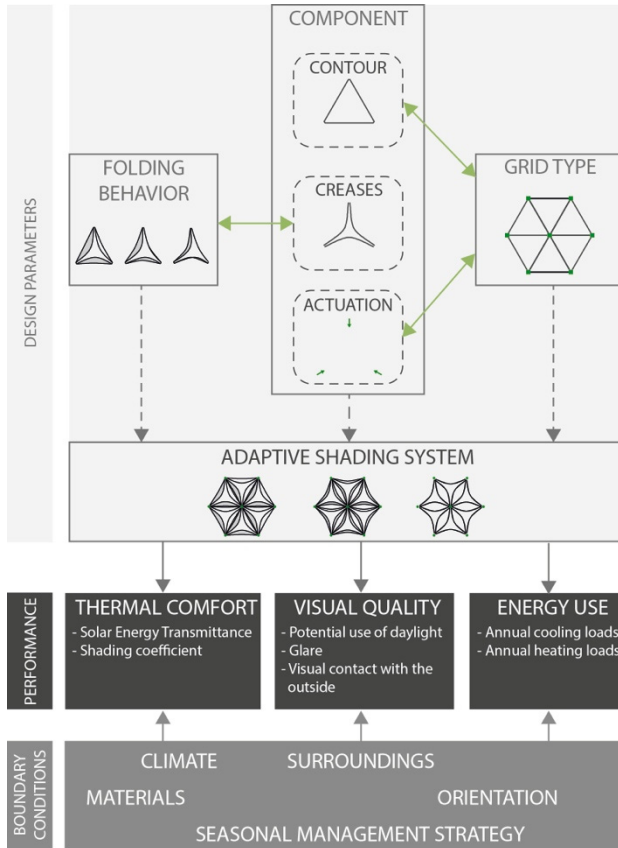 COMPONENT
CONTOUR
FOLDING
BEHAVIOR
CREASES
GRID TYPE
ACTUATION
DESIGN PARAMETERS
ADAPTIVE SHADING SYSTEM
PERFORMANCE
THERMAL COMFORT
- Solar Energy Transmittance
- Shading coefficient
VISUAL QUALITY
- Potential use of daylight
- Glare
- Visual contact with the
outside
ENERGY USE
- Annual cooling loads
- Annual heating loads
BOUNDARY
CONDITIONS
CLIMATE
SURROUNDINGS
MATERIALS
ORIENTATION
SEASONAL MANAGEMENT STRATEGY